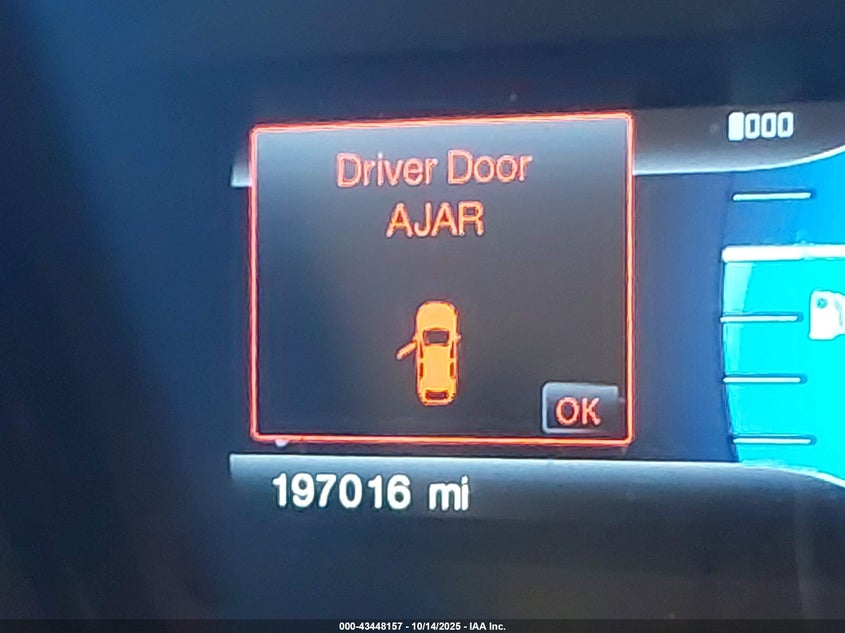 Driver Door
AJAR
OK
197016 mi
000-43448157 - 10/14/2025 - IAA Inc.